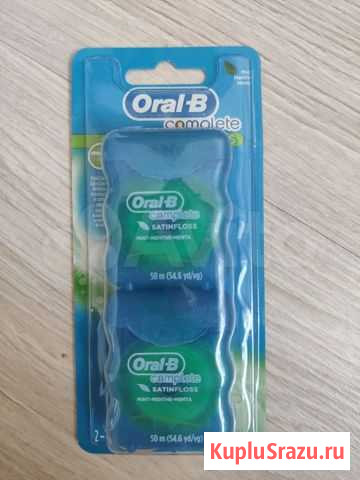 Oral-B
complete
Oral-B
complete
SATINFLOSS
MINT-MENTHE-MENTA
50 m (54,6 yd/vg)
Oral-B
complete
SATINFLOSS
MINT-MENTHE-MENTA
50 m (54,6 yd/vg)
KupluSrazu.ru